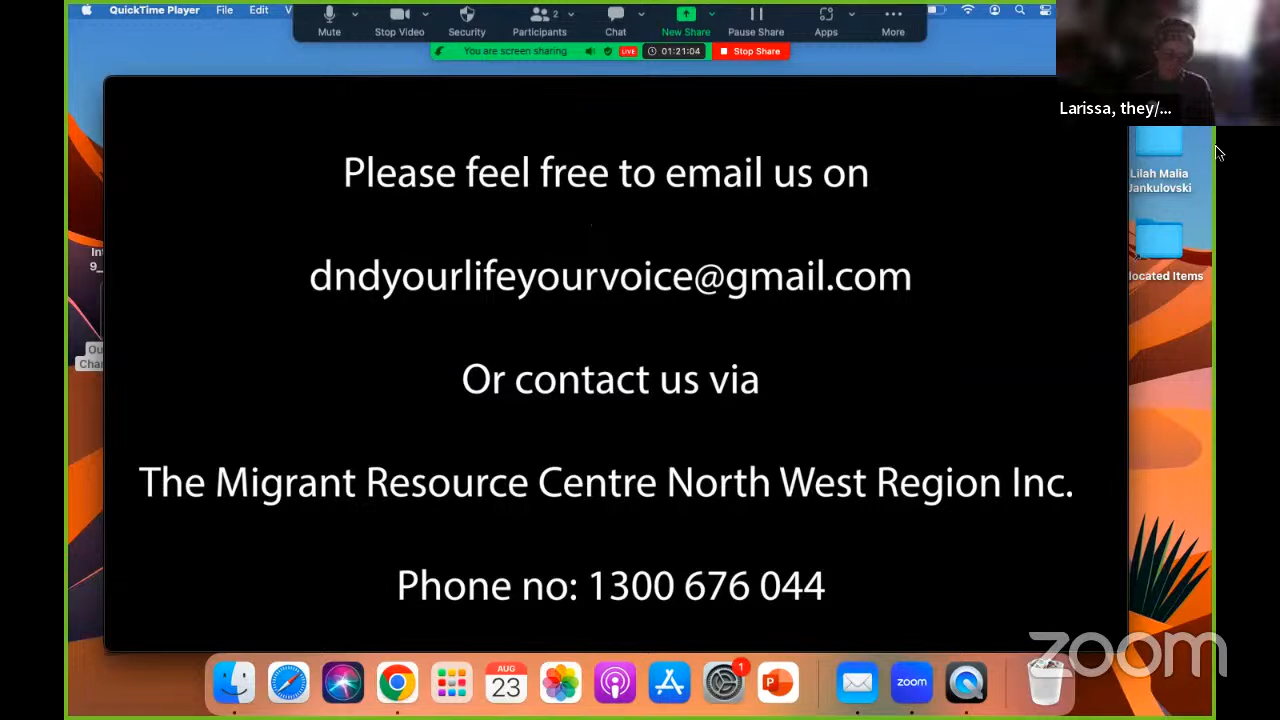 QuickTime Player File Edit
Mute Stop Video Security Participants 2 Chat New Share Pause Share Apps More
You are screen sharing LIVE 01:21:04 Stop Share
Larissa, they/...
Please feel free to email us on
dndyourlifeyourvoice@gmail.com
Or contact us via
The Migrant Resource Centre North West Region Inc.
Phone no: 1300 676 044
Lilah Malia
Jankulovski
located Items
AUG
23
1
zoom
zoom